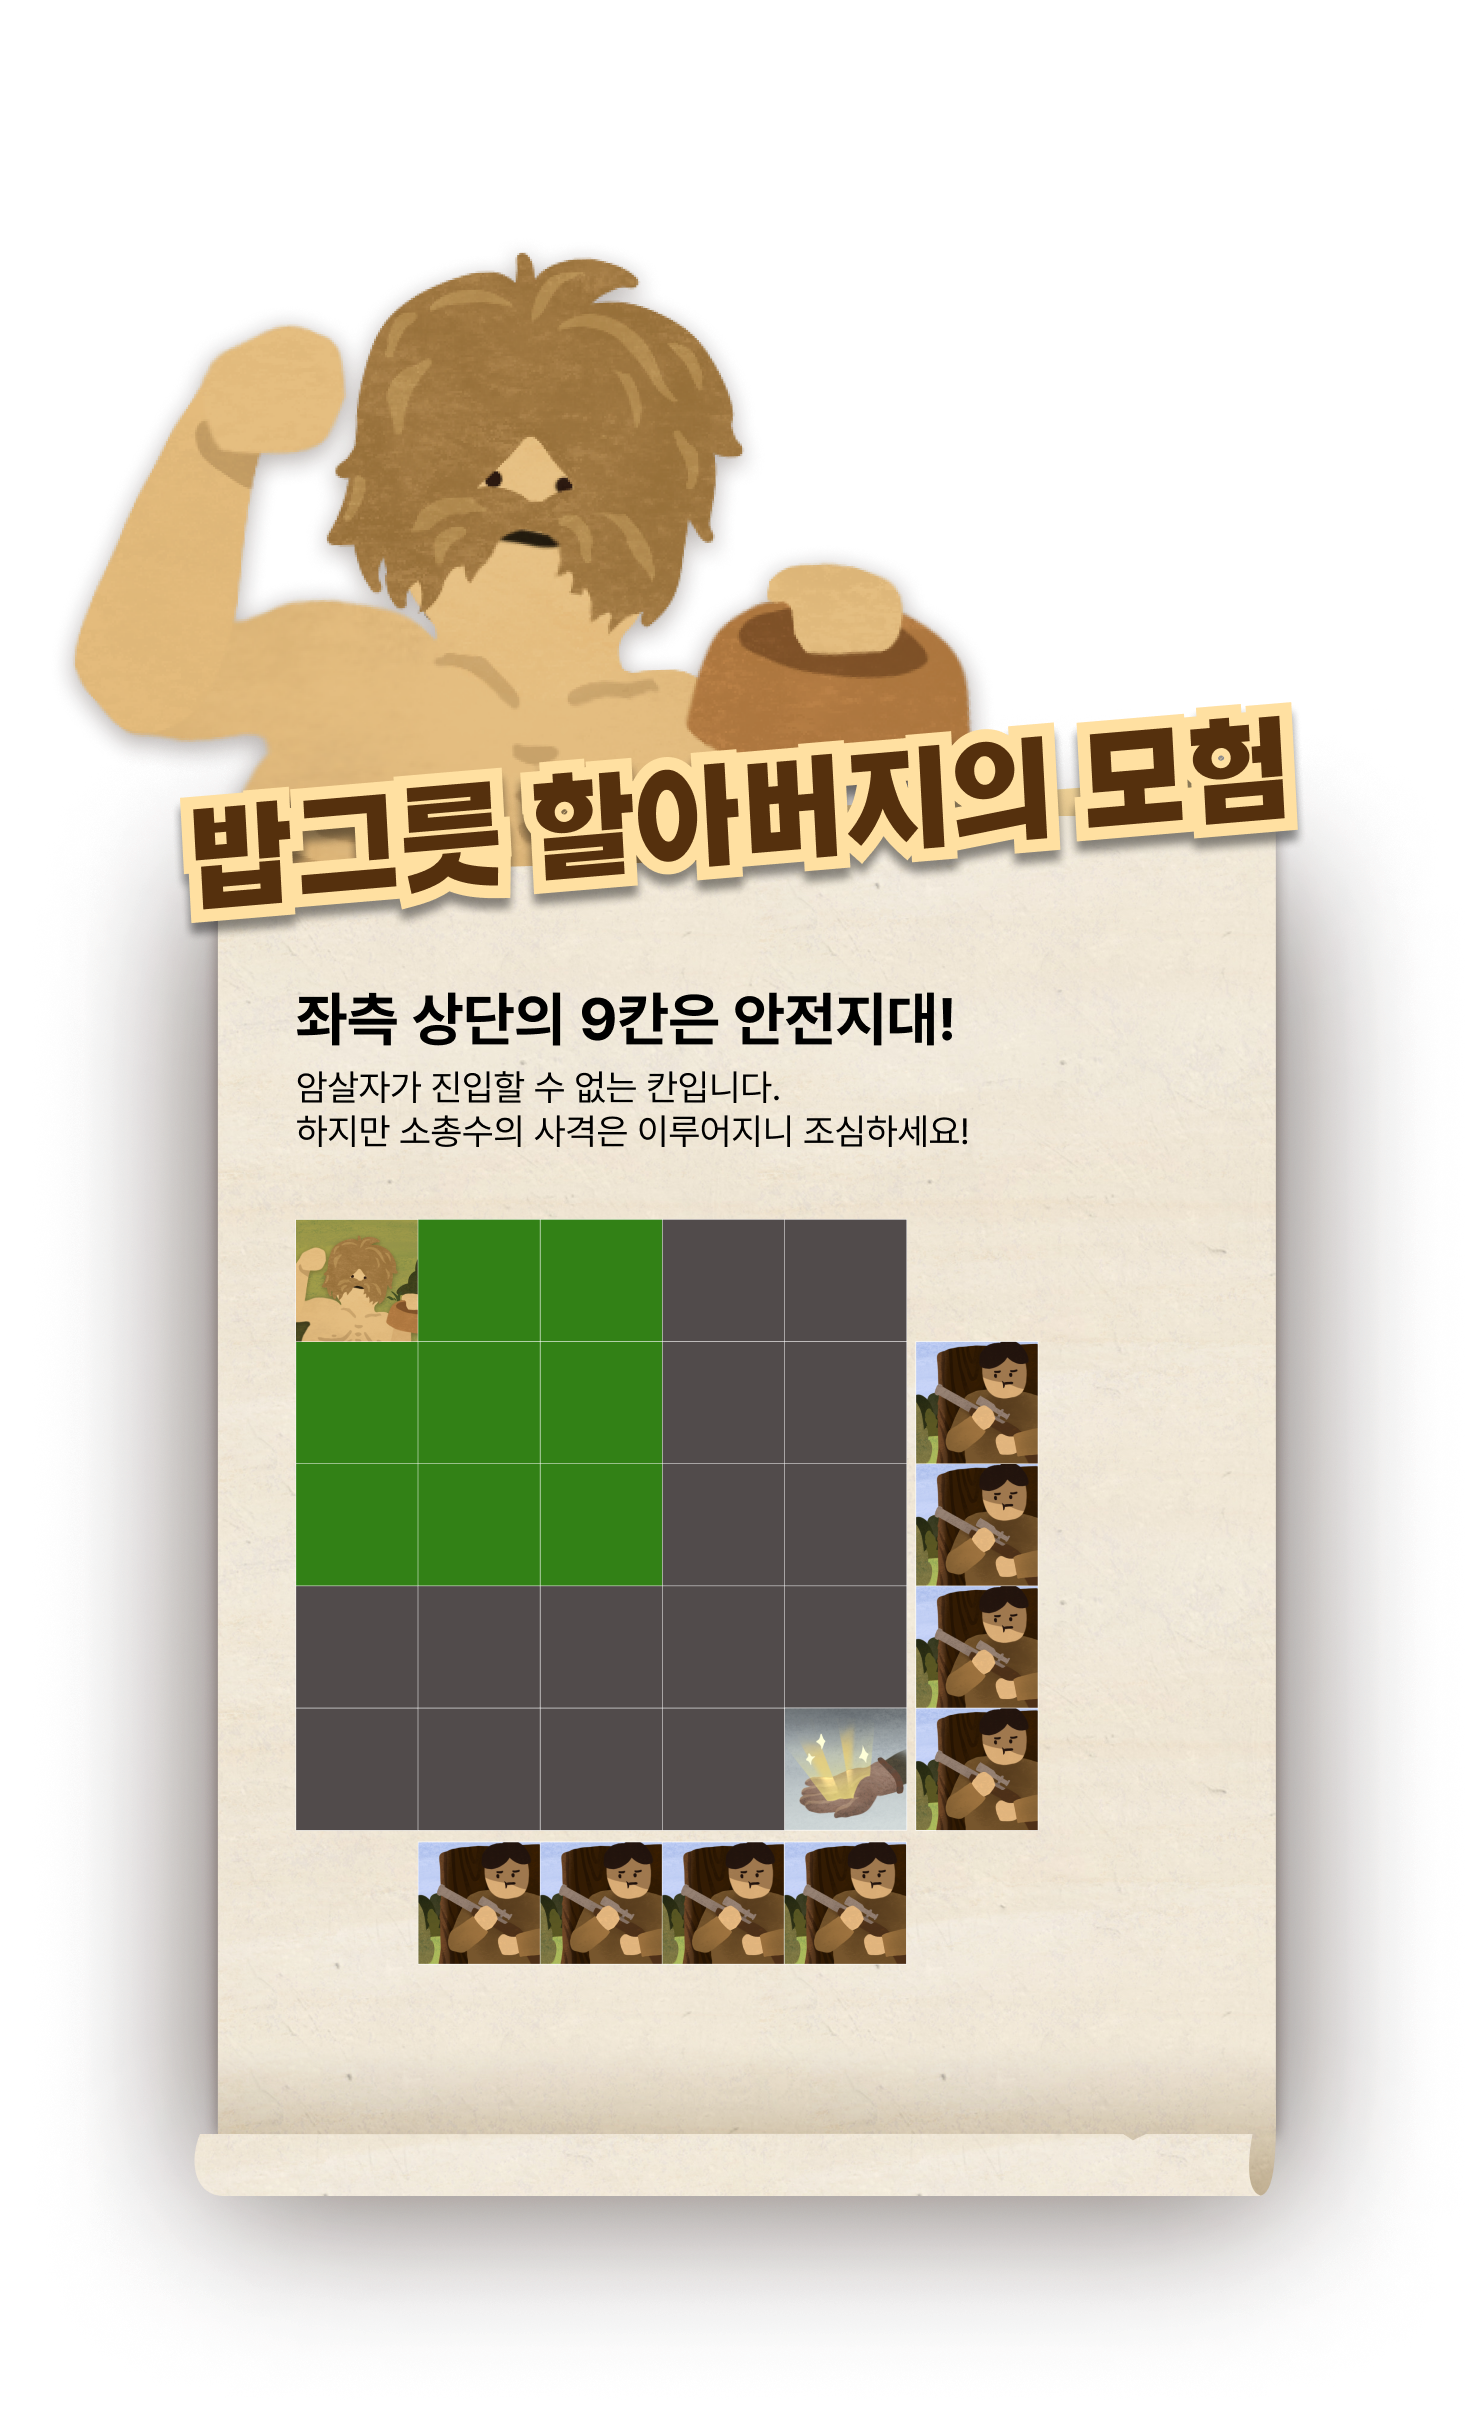 밥그릇 할아버지의 모험
좌측 상단의 9칸은 안전지대!
암살자가 진입할 수 없는 칸입니다.
하지만 소총수의 사격은 이루어지니 조심하세요!